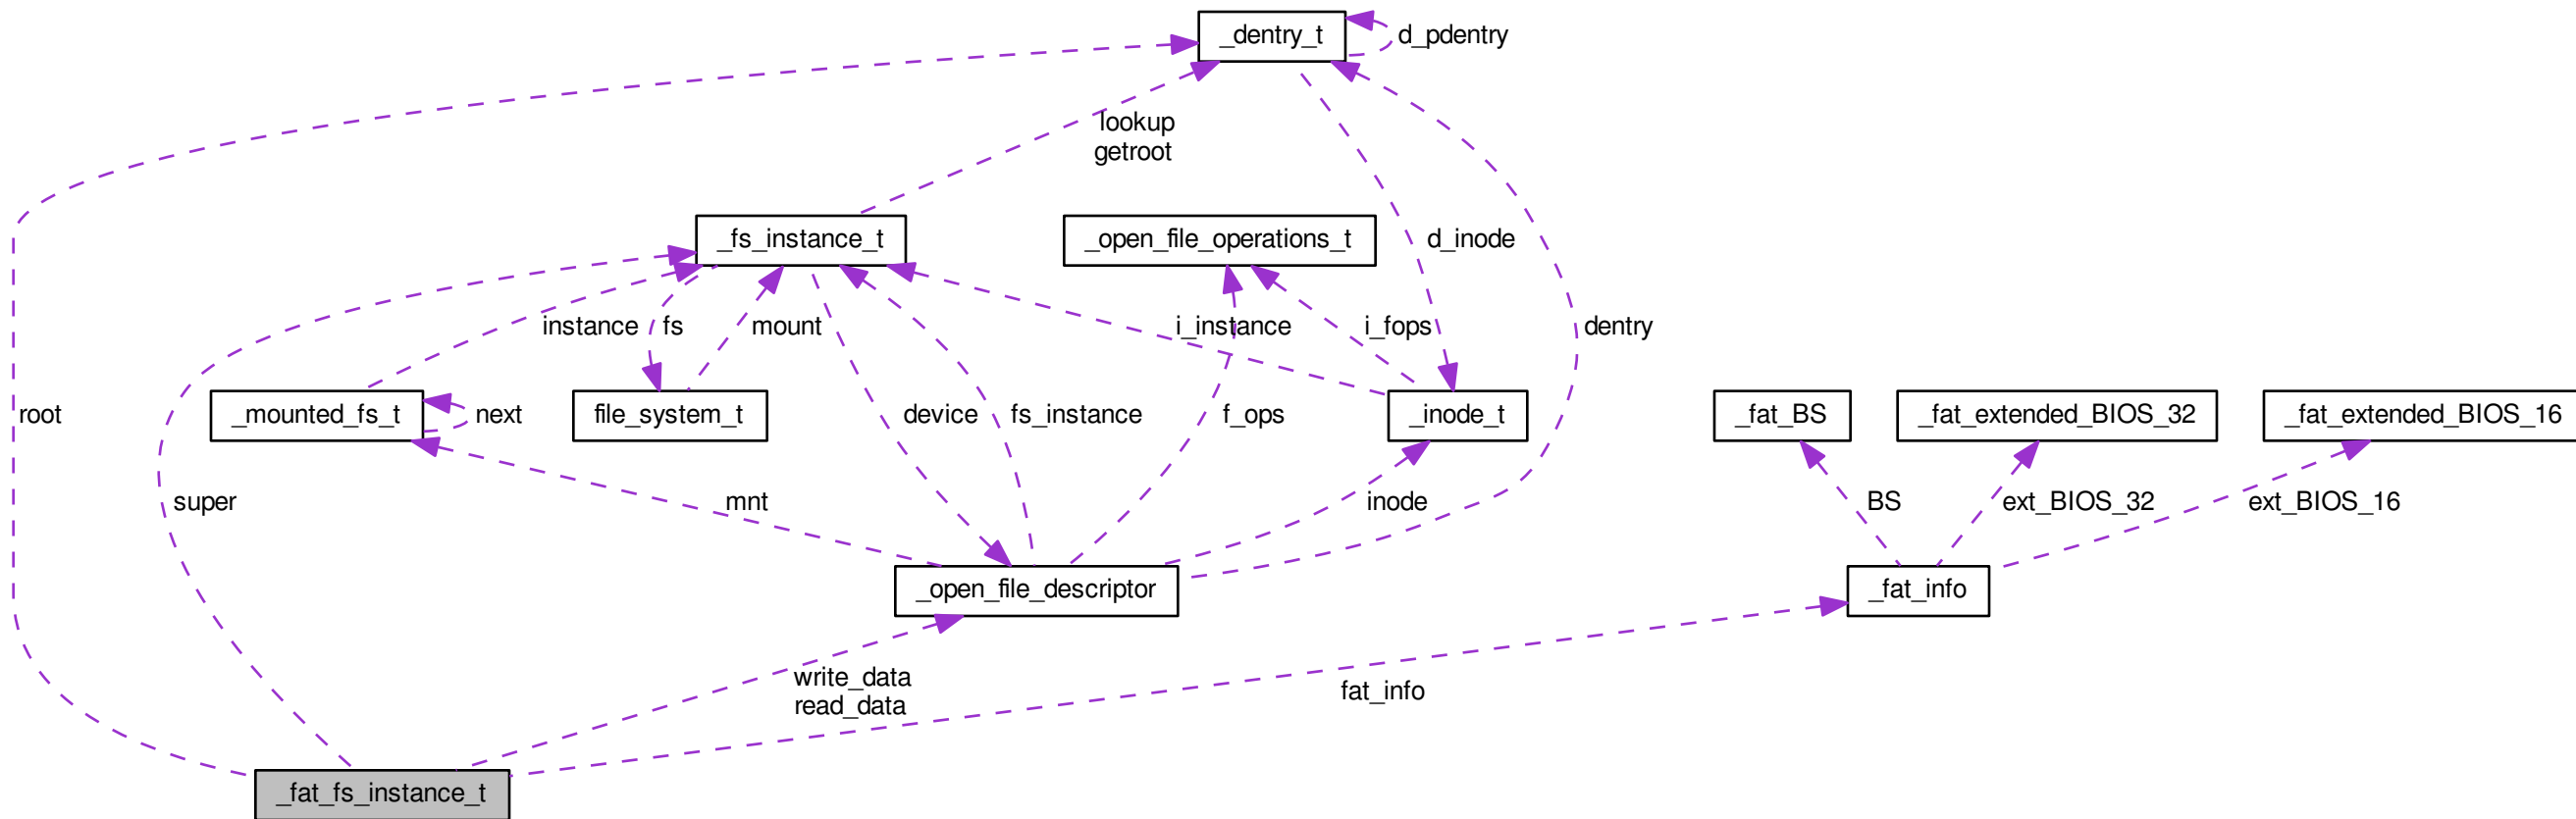 _dentry_t
d_pdentry
lookup
getroot
_fs_instance_t
_open_file_operations_t
d_inode
instance
fs
mount
i_instance
i_fops
dentry
root
_mounted_fs_t
next
file_system_t
device
fs_instance
f_ops
_inode_t
_fat_BS
_fat_extended_BIOS_32
_fat_extended_BIOS_16
super
mnt
inode
BS
ext_BIOS_32
ext_BIOS_16
_open_file_descriptor
_fat_info
write_data
read_data
fat_info
_fat_fs_instance_t